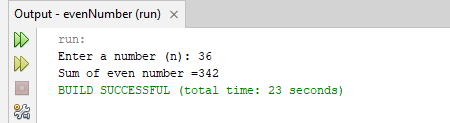 Output - evenNumber (run) ×
run:
Enter a number (n): 36
Sum of even number =342
BUILD SUCCESSFUL (total time: 23 seconds)